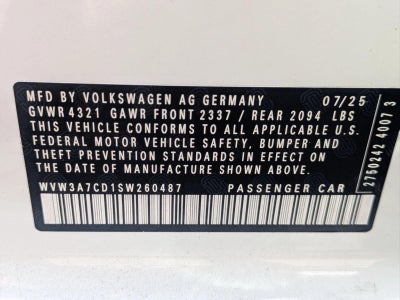 MFD BY VOLKSWAGEN AG GERMANY 07/25
GVWR 4321 GAWR FRONT 2337 / REAR 2094 LBS
THIS VEHICLE CONFORMS TO ALL APPLICABLE U.S.
FEDERAL MOTOR VEHICLE SAFETY, BUMPER AND
THEFT PREVENTION STANDARDS IN EFFECT ON
THE DATE OF MANUFACTURE SHOWN ABOVE.
WVW3A7CD1SW260487 PASSENGER CAR
2750242 4007 3